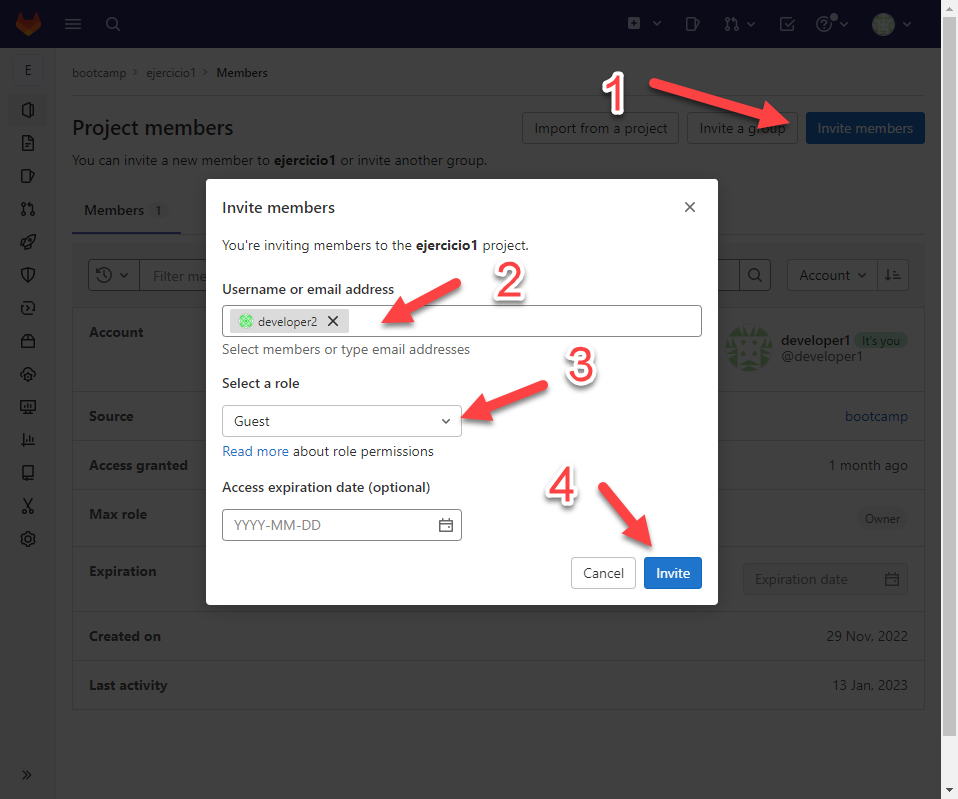 E
bootcamp > ejercicio1 > Members
1
Project members
Import from a project
Invite a group
Invite members
You can invite a new member to ejercicio1 or invite another group.
Members 1
Filter me
Account
Invite members
You're inviting members to the ejercicio1 project.
2
Username or email address
developer2
Select members or type email addresses
3
Select a role
Guest
Read more about role permissions
4
Access expiration date (optional)
YYYY-MM-DD
Cancel
Invite
Account
developer1 It's you
@developer1
Source
bootcamp
Access granted
1 month ago
Max role
Owner
Expiration
Expiration date
Created on
29 Nov, 2022
Last activity
13 Jan, 2023